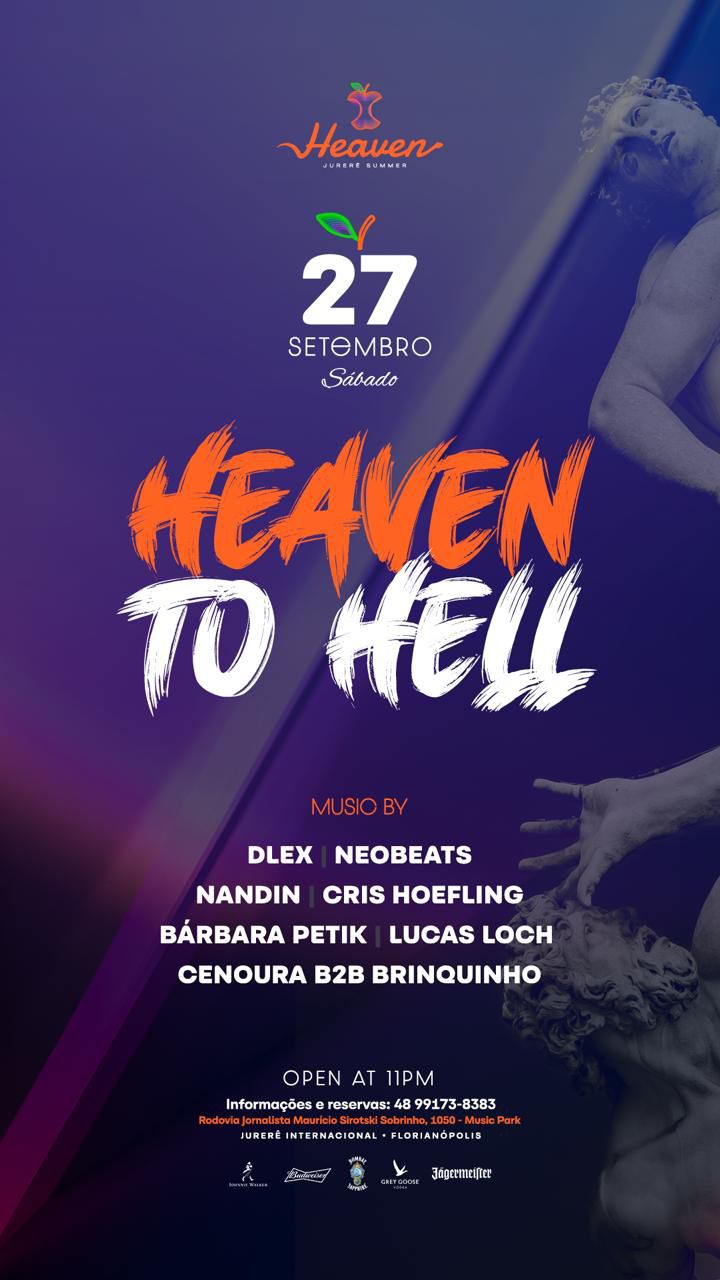 Heaven
JURERÊ SUMMER
27
SETEMBRO
Sábado
HEAVEN
TO HELL
MUSIC BY
DLEX | NEOBEATS
NANDIN | CRIS HOEFLING
BÁRBARA PETIK | LUCAS LOCH
CENOURA B2B BRINQUINHO
OPEN AT 11PM
Informações e reservas: 48 99173-8383
Rodovia Jornalista Maurício Sirotski Sobrinho, 1050 - Music Park
JURERÊ INTERNACIONAL • FLORIANÓPOLIS
JOHNNIE WALKER
Budweiser
BOMBAY
SAPPHIRE
GREY GOOSE
VODKA
Jägermeister